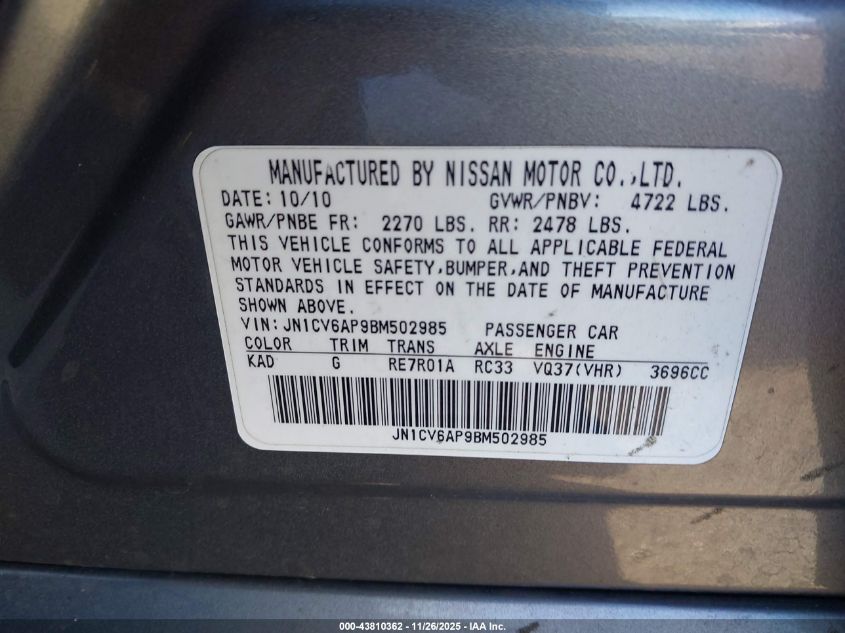 MANUFACTURED BY NISSAN MOTOR CO.,LTD.
DATE: 10/10 GVWR/PNBV: 4722 LBS.
GAWR/PNBE FR: 2270 LBS. RR: 2478 LBS.
THIS VEHICLE CONFORMS TO ALL APPLICABLE FEDERAL
MOTOR VEHICLE SAFETY,BUMPER,AND THEFT PREVENTION
STANDARDS IN EFFECT ON THE DATE OF MANUFACTURE
SHOWN ABOVE.
VIN: JN1CV6AP9BM502985 PASSENGER CAR
COLOR TRIM TRANS AXLE ENGINE
KAD G RE7R01A RC33 VQ37(VHR) 3696CC
JN1CV6AP9BM502985
000-43810362 - 11/26/2025 - IAA Inc.